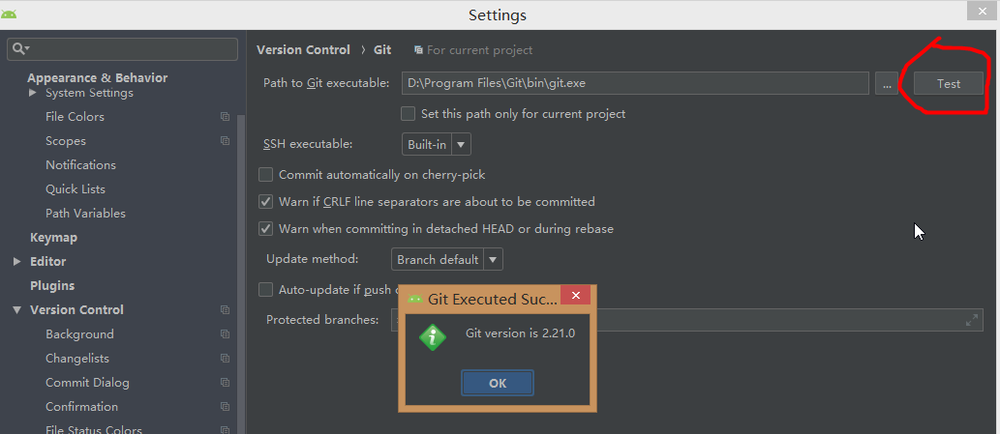 Settings
Version Control › Git For current project
Appearance & Behavior
System Settings
File Colors
Scopes
Notifications
Quick Lists
Path Variables
Keymap
Editor
Plugins
Version Control
Background
Changelists
Commit Dialog
Confirmation
File Status Colors
Path to Git executable: D:\Program Files\Git\bin\git.exe ... Test
Set this path only for current project
SSH executable: Built-in
Commit automatically on cherry-pick
Warn if CRLF line separators are about to be committed
Warn when committing in detached HEAD or during rebase
Update method: Branch default
Auto-update if push
Protected branches:
Git Executed Suc...
Git version is 2.21.0
OK